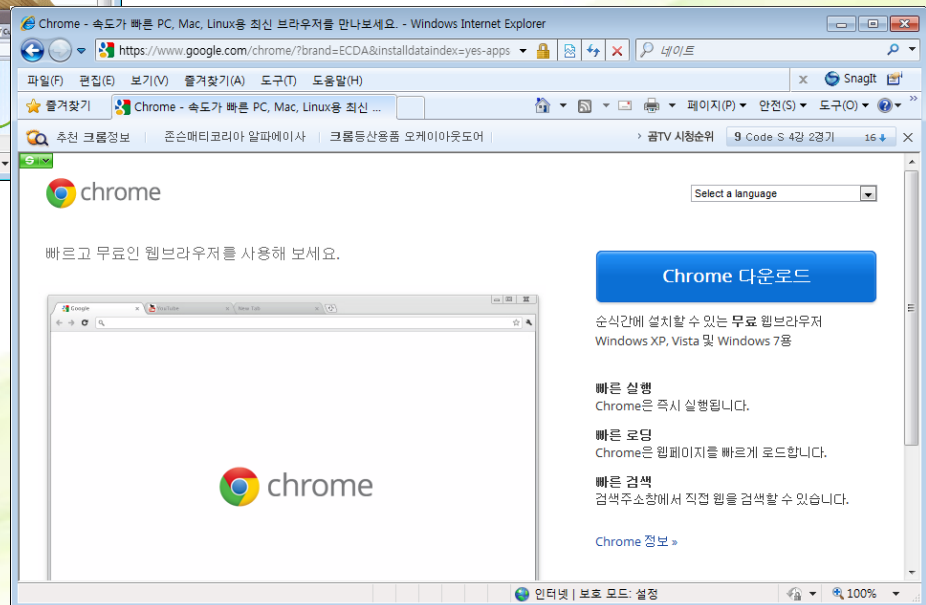 Chrome - 속도가 빠른 PC, Mac, Linux용 최신 브라우저를 만나보세요. - Windows Internet Explorer
https://www.google.com/chrome/?brand=ECDA&installdataindex=yes-apps
네이트
파일(F) 편집(E) 보기(V) 즐겨찾기(A) 도구(T) 도움말(H)
x SnagIt
즐겨찾기
Chrome - 속도가 빠른 PC, Mac, Linux용 최신 ...
페이지(P) 안전(S) 도구(O)
추천 크롬정보 존슨매티코리아 알파에이사 크롬등산용품 오케이아웃도어
곰TV 시청순위 9 Code S 4강 2경기 16
chrome
Select a language
빠르고 무료인 웹브라우저를 사용해 보세요.
Chrome 다운로드
Google YouTube New Tab
순식간에 설치할 수 있는 무료 웹브라우저
Windows XP, Vista 및 Windows 7용
빠른 실행
Chrome은 즉시 실행됩니다.
빠른 로딩
Chrome은 웹페이지를 빠르게 로드합니다.
chrome
빠른 검색
검색주소창에서 직접 웹을 검색할 수 있습니다.
Chrome 정보 »
인터넷 | 보호 모드: 설정
100%